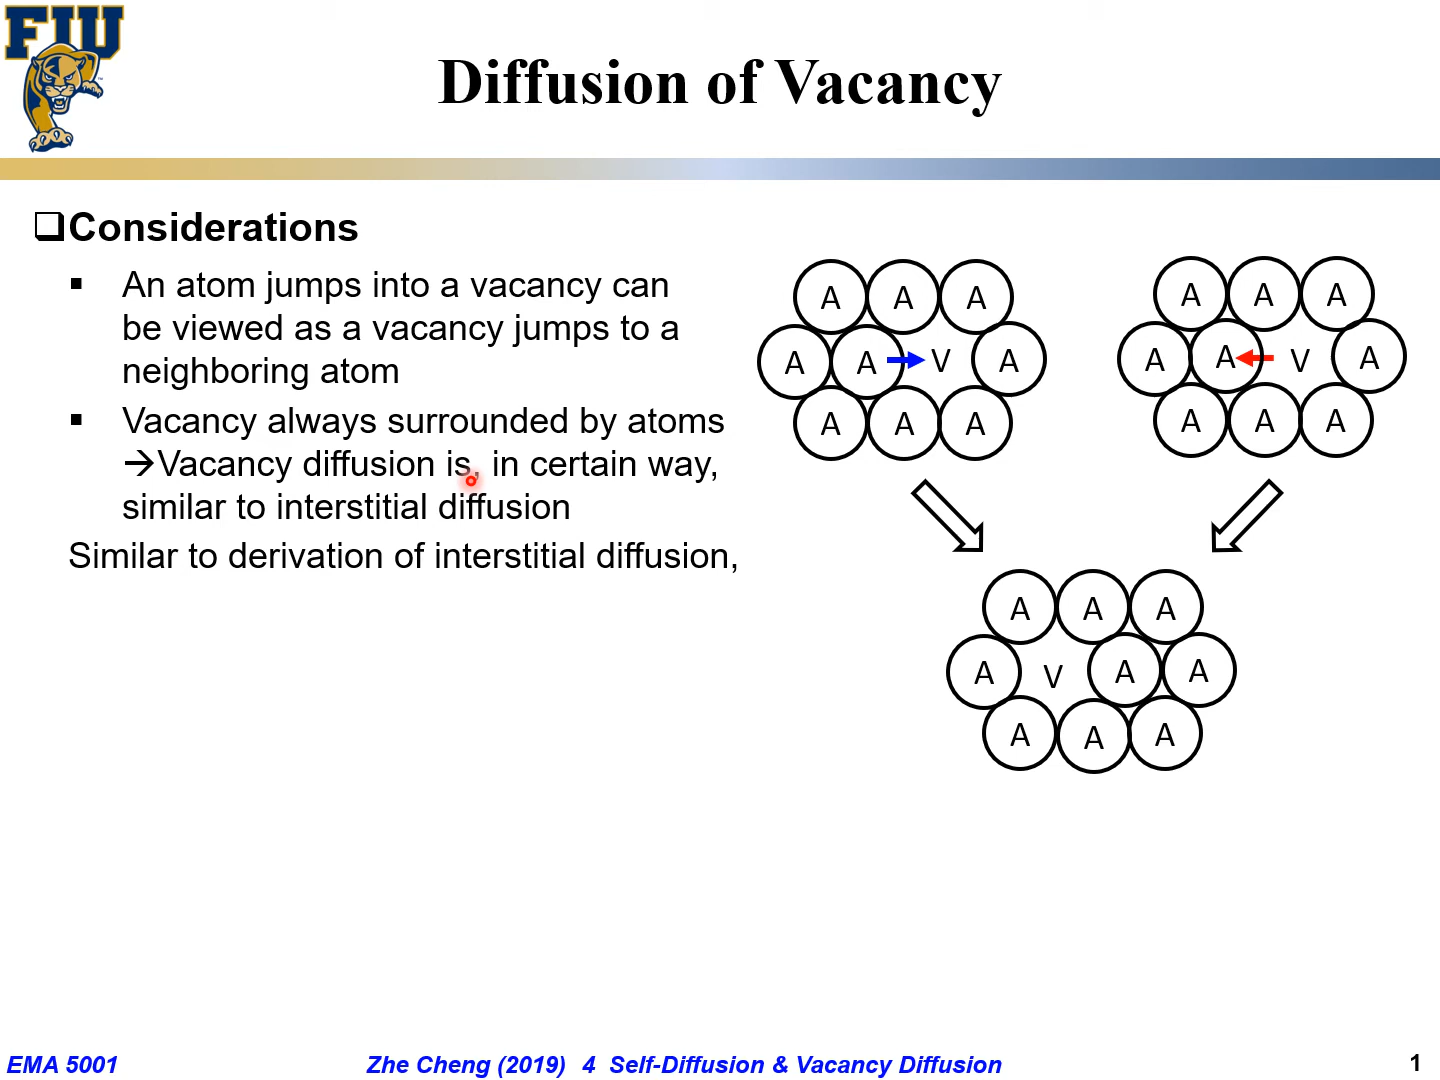 FIU
Diffusion of Vacancy
Considerations
An atom jumps into a vacancy can
be viewed as a vacancy jumps to a
neighboring atom
Vacancy always surrounded by atoms
→Vacancy diffusion is, in certain way,
similar to interstitial diffusion
Similar to derivation of interstitial diffusion,
A A A
A A V A
A A A
A A A
A A V A
A A A
A A A
A V A A
A A A
EMA 5001
Zhe Cheng (2019) 4 Self-Diffusion & Vacancy Diffusion
1